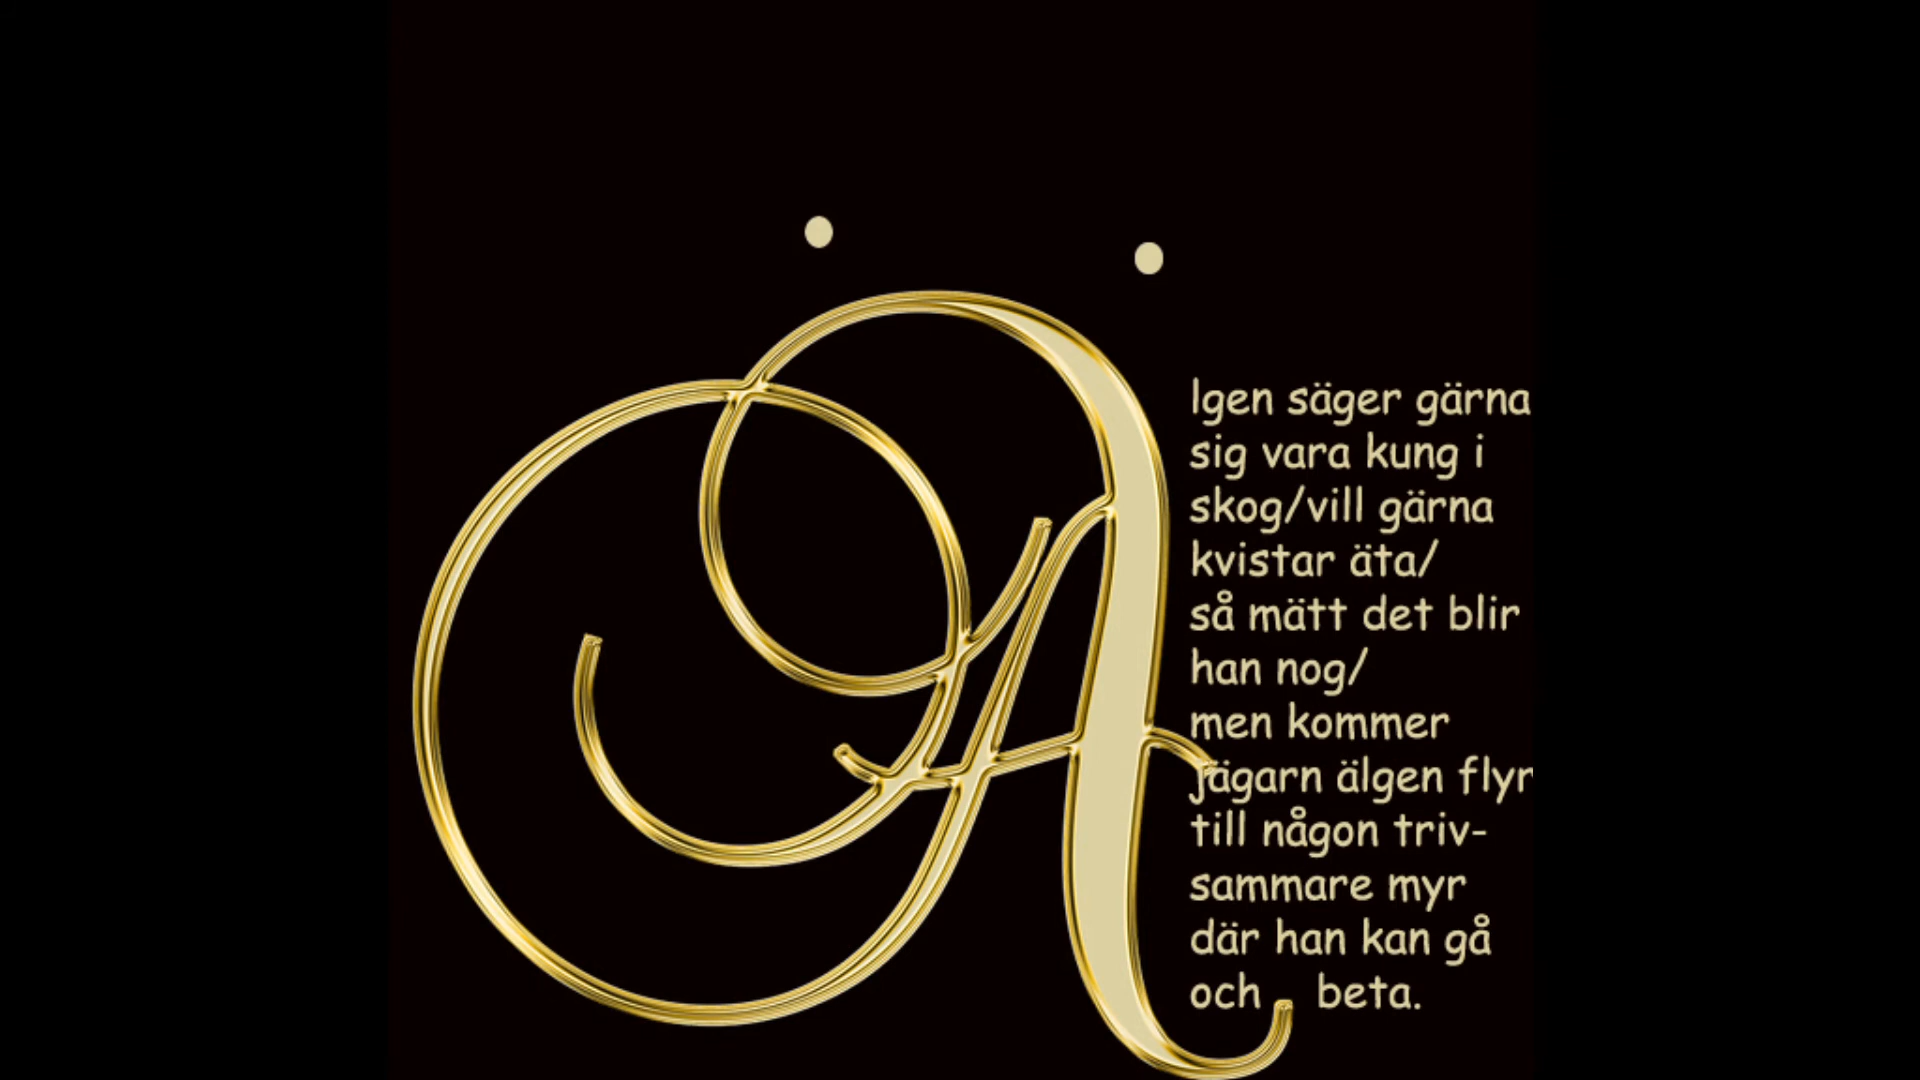 Ä
lgen säger gärna
sig vara kung i
skog/vill gärna
kvistar äta/
så mätt det blir
han nog/
men kommer
jägarn älgen flyr
till någon triv-
sammare myr
där han kan gå
och beta.